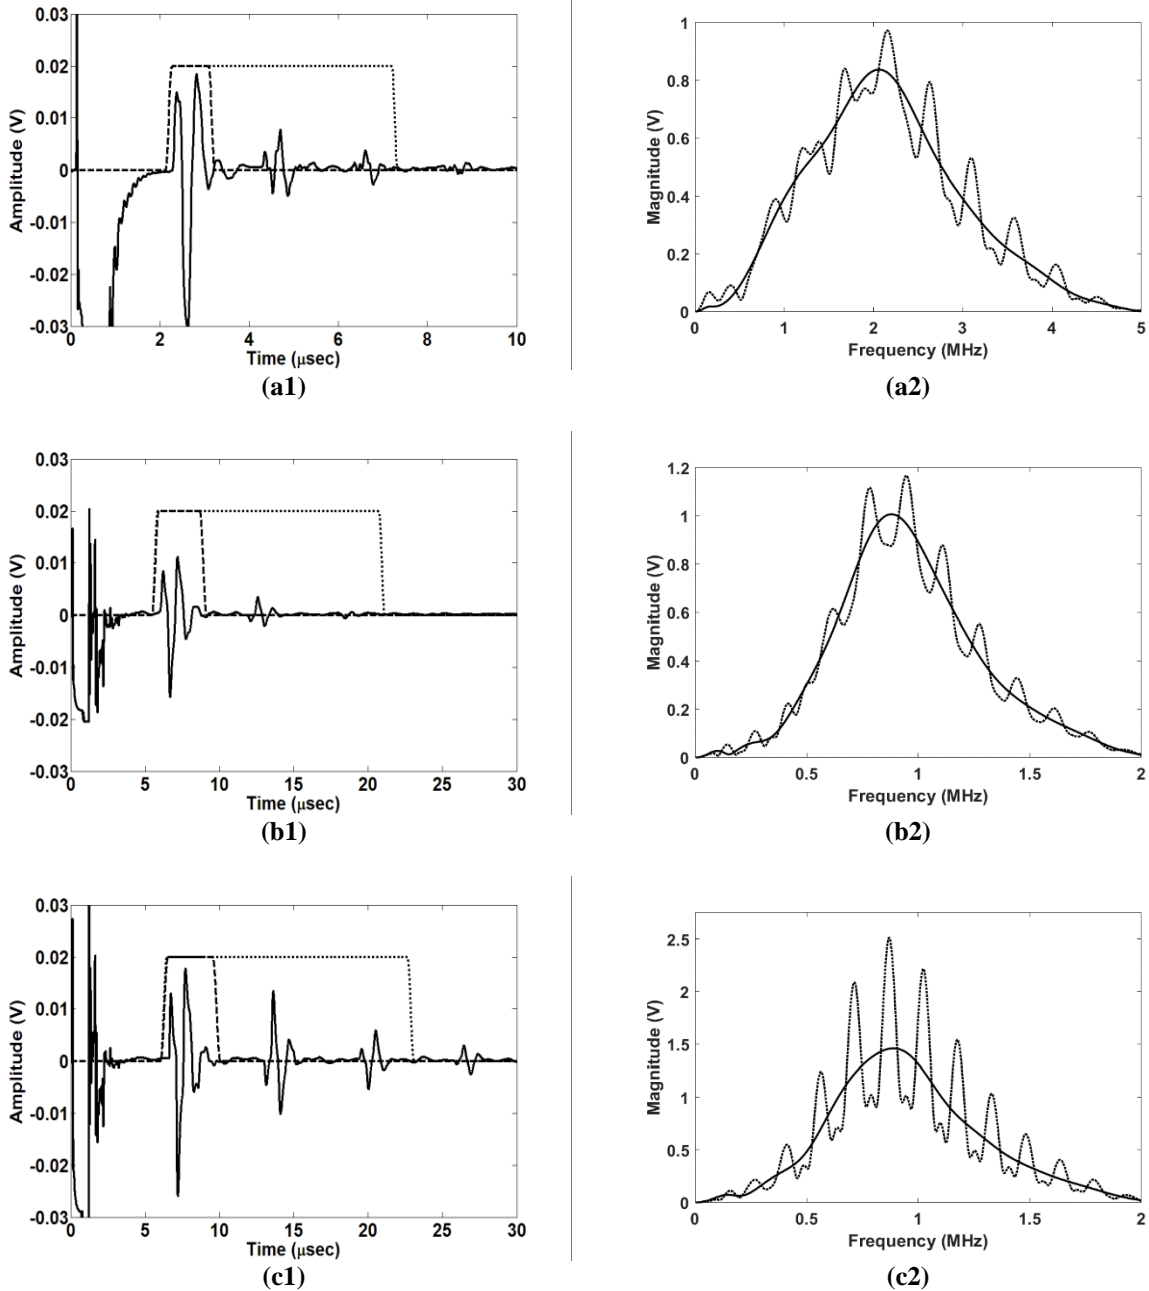 0.03
0.02
0.01
0
-0.01
-0.02
-0.03
Amplitude (V)
0 2 4 6 8 10
Time (μsec)
(a1)
1
0.8
0.6
0.4
0.2
0
Magnitude (V)
0 1 2 3 4 5
Frequency (MHz)
(a2)
0.03
0.02
0.01
0
-0.01
-0.02
-0.03
Amplitude (V)
0 5 10 15 20 25 30
Time (μsec)
(b1)
1.2
1
0.8
0.6
0.4
0.2
0
Magnitude (V)
0 0.5 1 1.5 2
Frequency (MHz)
(b2)
0.03
0.02
0.01
0
-0.01
-0.02
-0.03
Amplitude (V)
0 5 10 15 20 25 30
Time (μsec)
(c1)
2.5
2
1.5
1
0.5
0
Magnitude (V)
0 0.5 1 1.5 2
Frequency (MHz)
(c2)